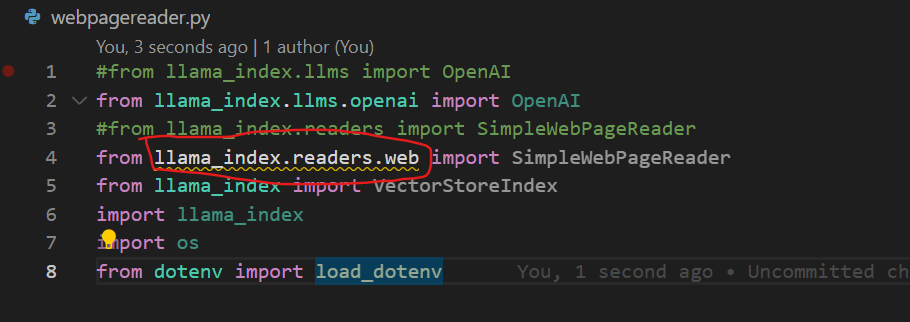 webpagereader.py
You, 3 seconds ago | 1 author (You)
1 #from llama_index.llms import OpenAI
2 from llama_index.llms.openai import OpenAI
3 #from llama_index.readers import SimpleWebPageReader
4 from llama_index.readers.web import SimpleWebPageReader
5 from llama_index import VectorStoreIndex
6 import llama_index
7 import os
8 from dotenv import load_dotenv You, 1 second ago • Uncommitted ch